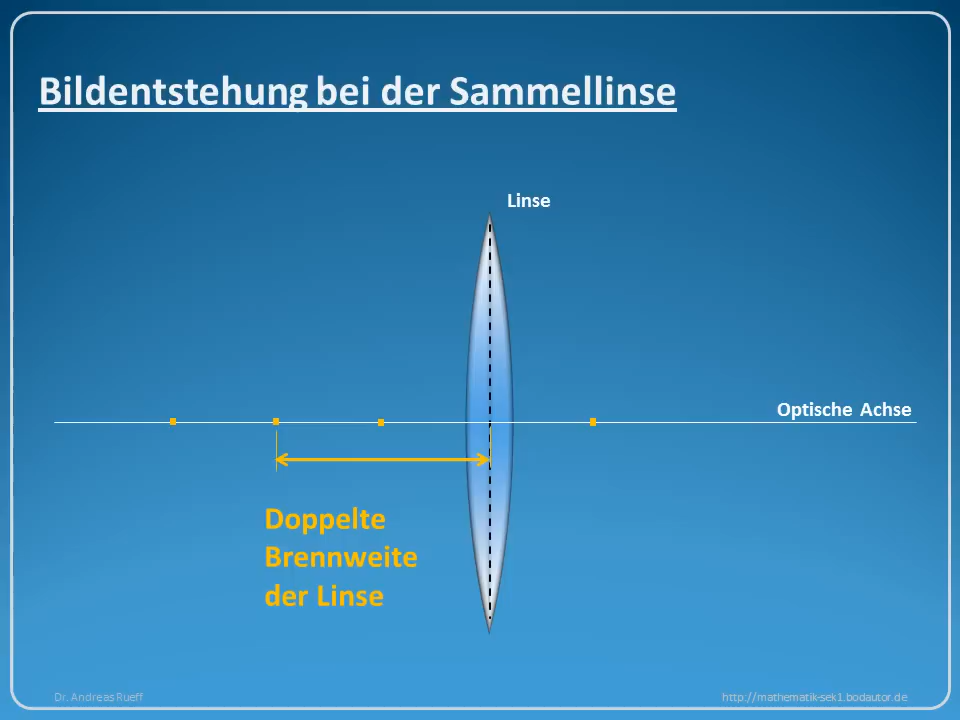 Bildentstehung bei der Sammellinse
Linse
Optische Achse
Doppelte
Brennweite
der Linse
Dr. Andreas Rueff
http://mathematik-sek1.bodautor.de